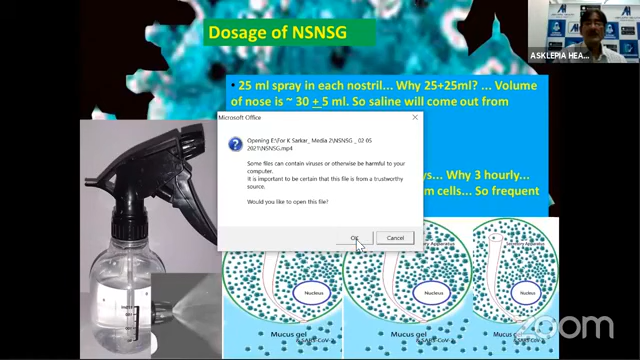 Dosage of NSNSG
ASKLEPIA HEA...
• 25 ml spray in each nostril... Why 25+25ml? ... Volume
of nose is ~ 30 ± 5 ml. So saline will come out from
Microsoft Office
Opening E:\For K Sarkar_ Media 2\NSNSG _ 02 05
2021\NSNSG.mp4
Some files can contain viruses or otherwise be harmful to your
computer.
It is important to be certain that this file is from a trustworthy
source.
Would you like to open this file?
OK
Cancel
ys... Why 3 hourly...
m cells... So frequent
Nucleus
Nucleus
Nucleus
Mucus gel
Mucus gel
Mucus gel
zoom